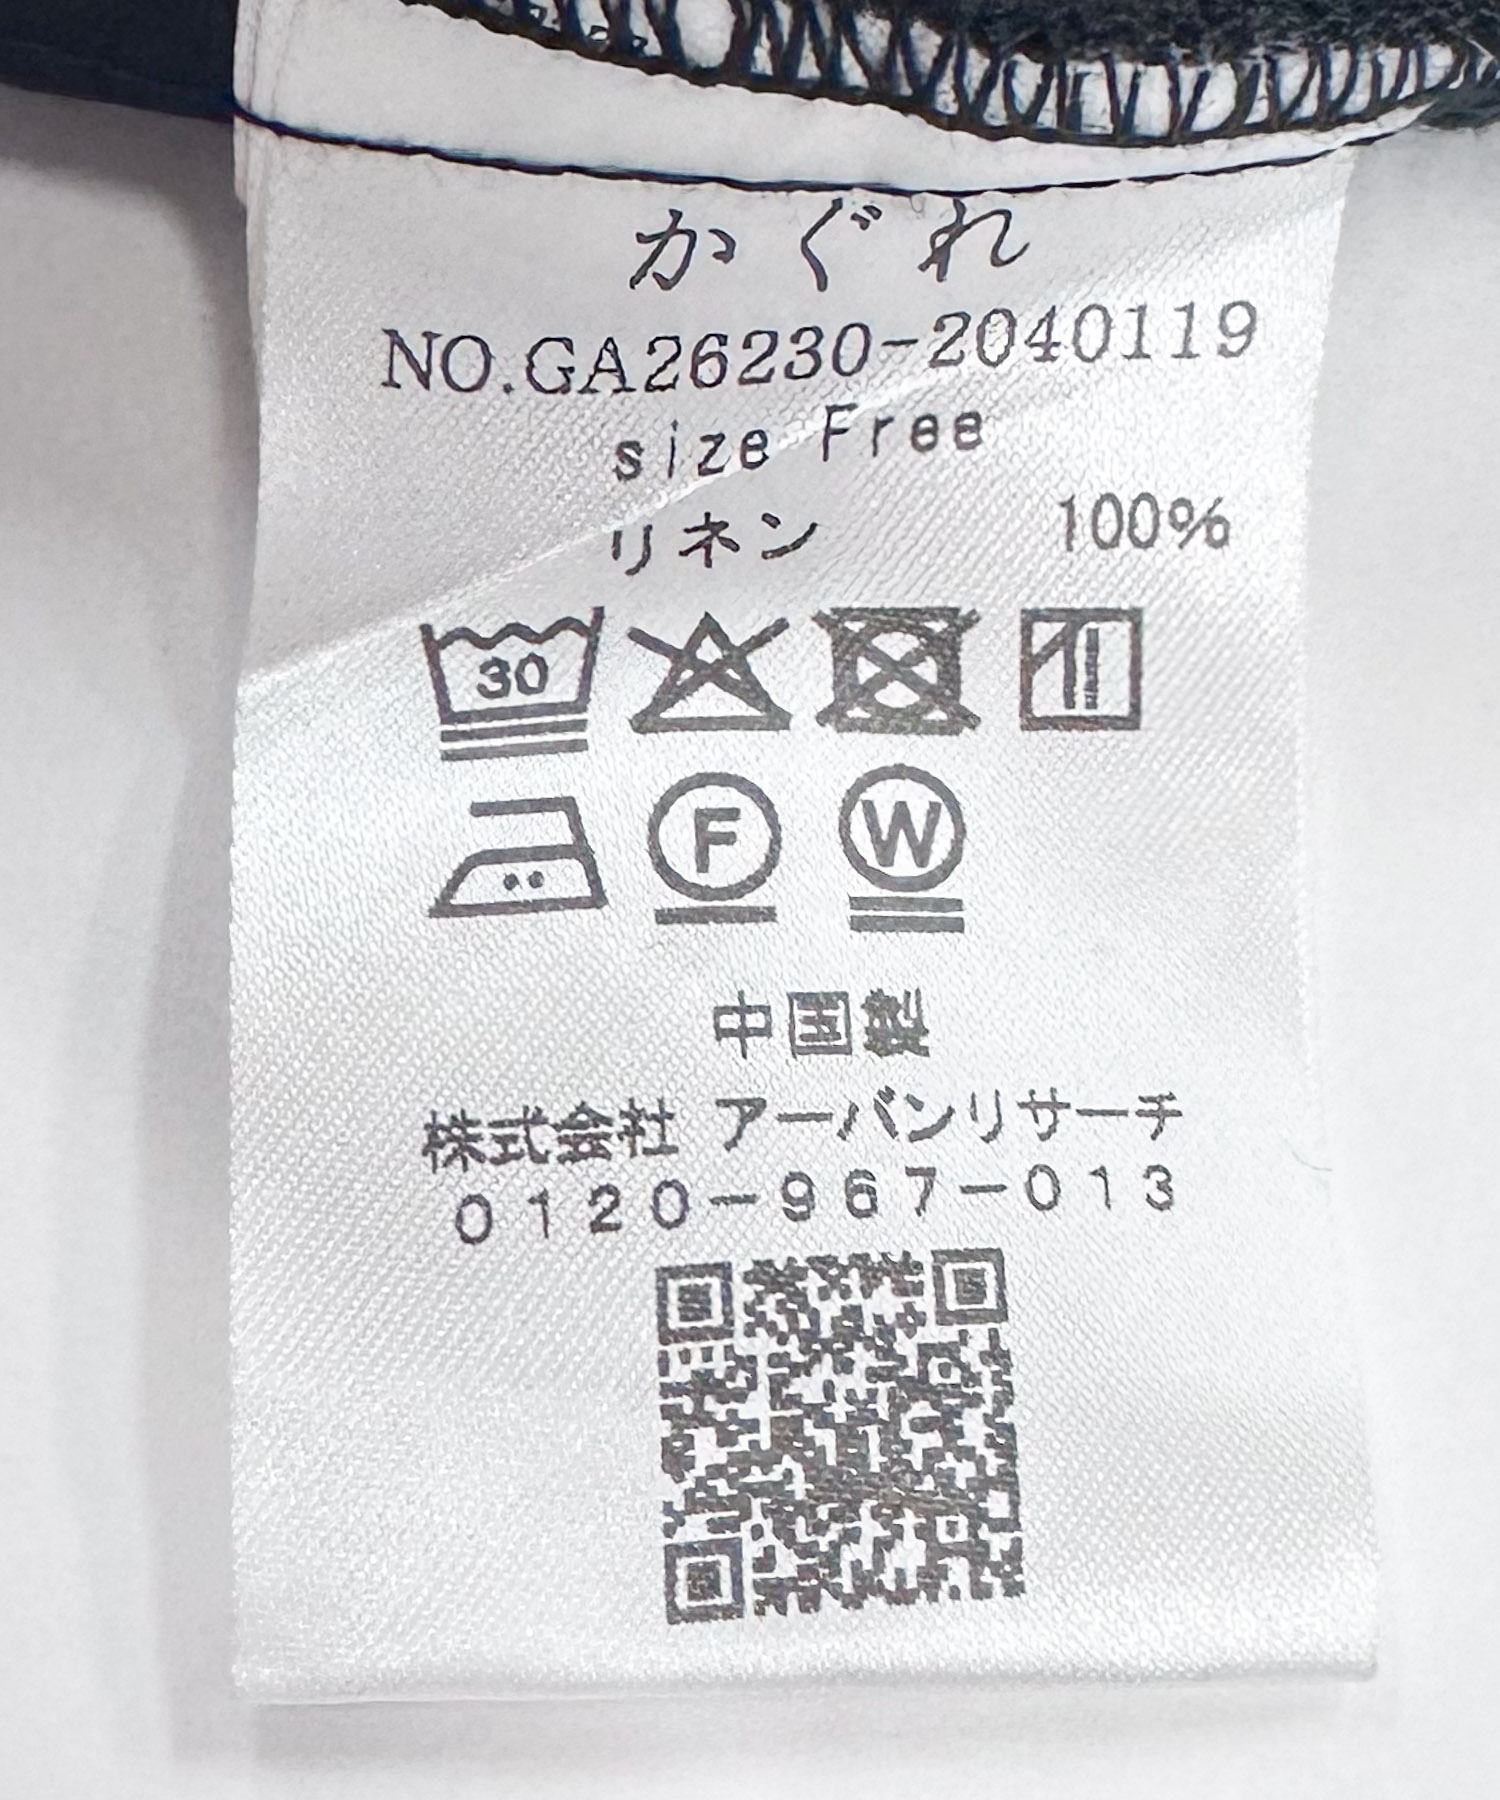 かぐれ
NO.GA26230-2040119
size Free
リネン 100%
30
F W
中国製
株式会社 アーバンリサーチ
0120-967-013